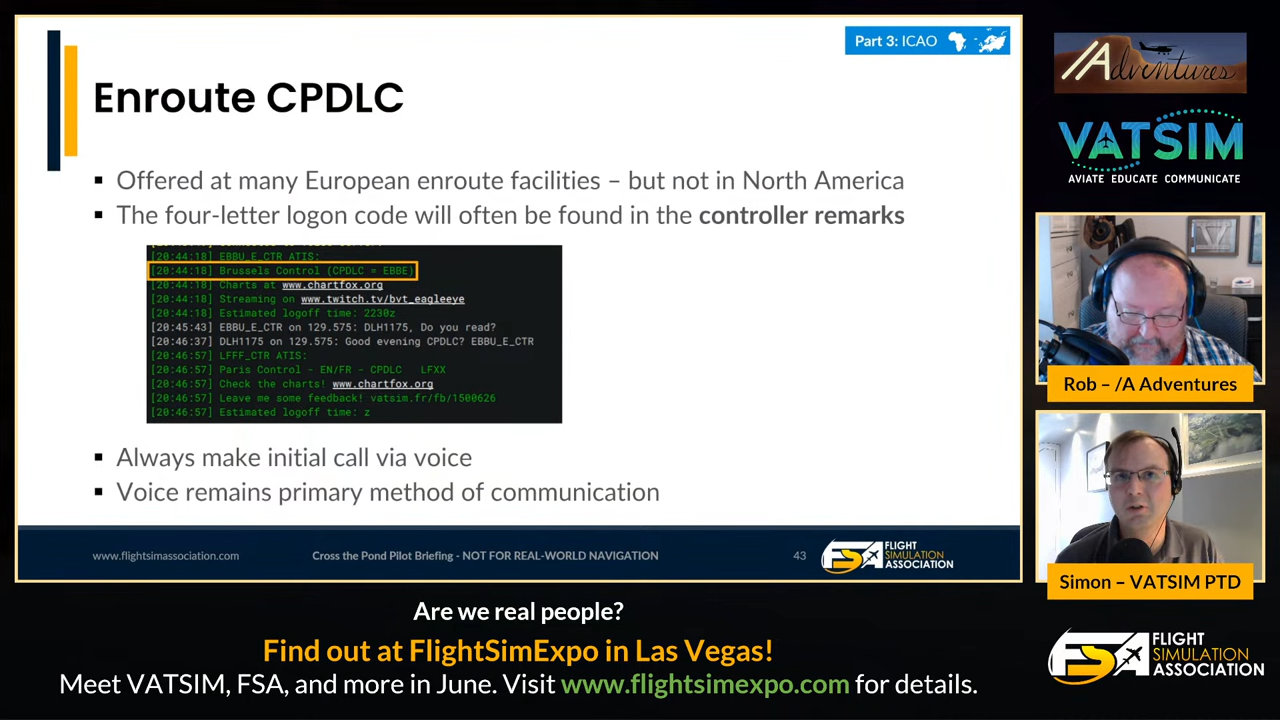 Part 3: ICAO
Enroute CPDLC
▪ Offered at many European enroute facilities – but not in North America
▪ The four-letter logon code will often be found in the controller remarks
[20:44:18] EBBU_E_CTR ATIS:
[20:44:18] Brussels Control (CPDLC = EBBE)
[20:44:18] Charts at www.chartfox.org
[20:44:18] Streaming on www.twitch.tv/bvt_eagleeye
[20:44:18] Estimated logoff time: 2230z
[20:45:43] EBBU_E_CTR on 129.575: DLH1175, Do you read?
[20:46:37] DLH1175 on 129.575: Good evening CPDLC? EBBU_E_CTR
[20:46:57] LFFF_CTR ATIS:
[20:46:57] Paris Control - EN/FR - CPDLC LFXX
[20:46:57] Check the charts! www.chartfox.org
[20:46:57] Leave me some feedback! vatsim.fr/fb/1500626
[20:46:57] Estimated logoff time: z
▪ Always make initial call via voice
▪ Voice remains primary method of communication
www.flightsimassociation.com
Cross the Pond Pilot Briefing - NOT FOR REAL-WORLD NAVIGATION
43
FSA FLIGHT
SIMULATION
ASSOCIATION
/Adventures
VATSIM
AVIATE EDUCATE COMMUNICATE
Rob – /A Adventures
Simon – VATSIM PTD
Are we real people?
Find out at FlightSimExpo in Las Vegas!
Meet VATSIM, FSA, and more in June. Visit www.flightsimexpo.com for details.
FSA FLIGHT
SIMULATION
ASSOCIATION